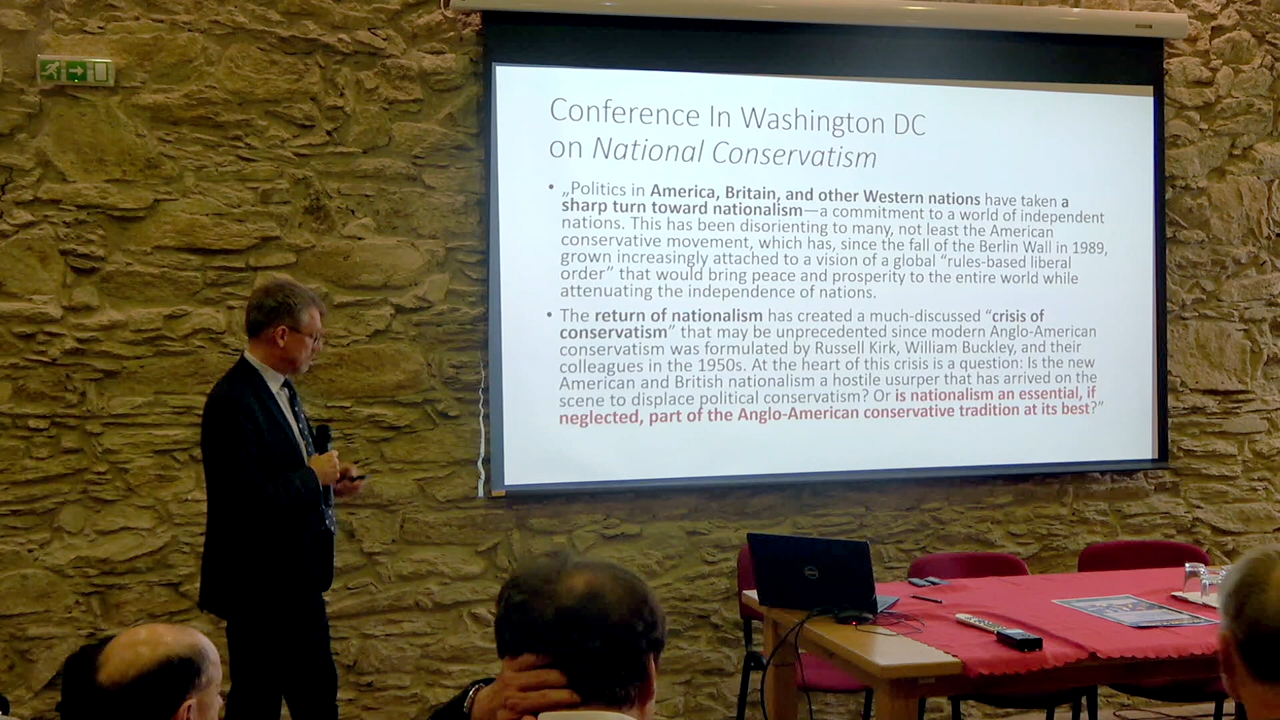 Conference In Washington DC
on National Conservatism
• „Politics in America, Britain, and other Western nations have taken a
sharp turn toward nationalism—a commitment to a world of independent
nations. This has been disorienting to many, not least the American
conservative movement, which has, since the fall of the Berlin Wall in 1989,
grown increasingly attached to a vision of a global “rules-based liberal
order” that would bring peace and prosperity to the entire world while
attenuating the independence of nations.
• The return of nationalism has created a much-discussed “crisis of
conservatism” that may be unprecedented since modern Anglo-American
conservatism was formulated by Russell Kirk, William Buckley, and their
colleagues in the 1950s. At the heart of this crisis is a question: Is the new
American and British nationalism a hostile usurper that has arrived on the
scene to displace political conservatism? Or is nationalism an essential, if
neglected, part of the Anglo-American conservative tradition at its best?”
DELL